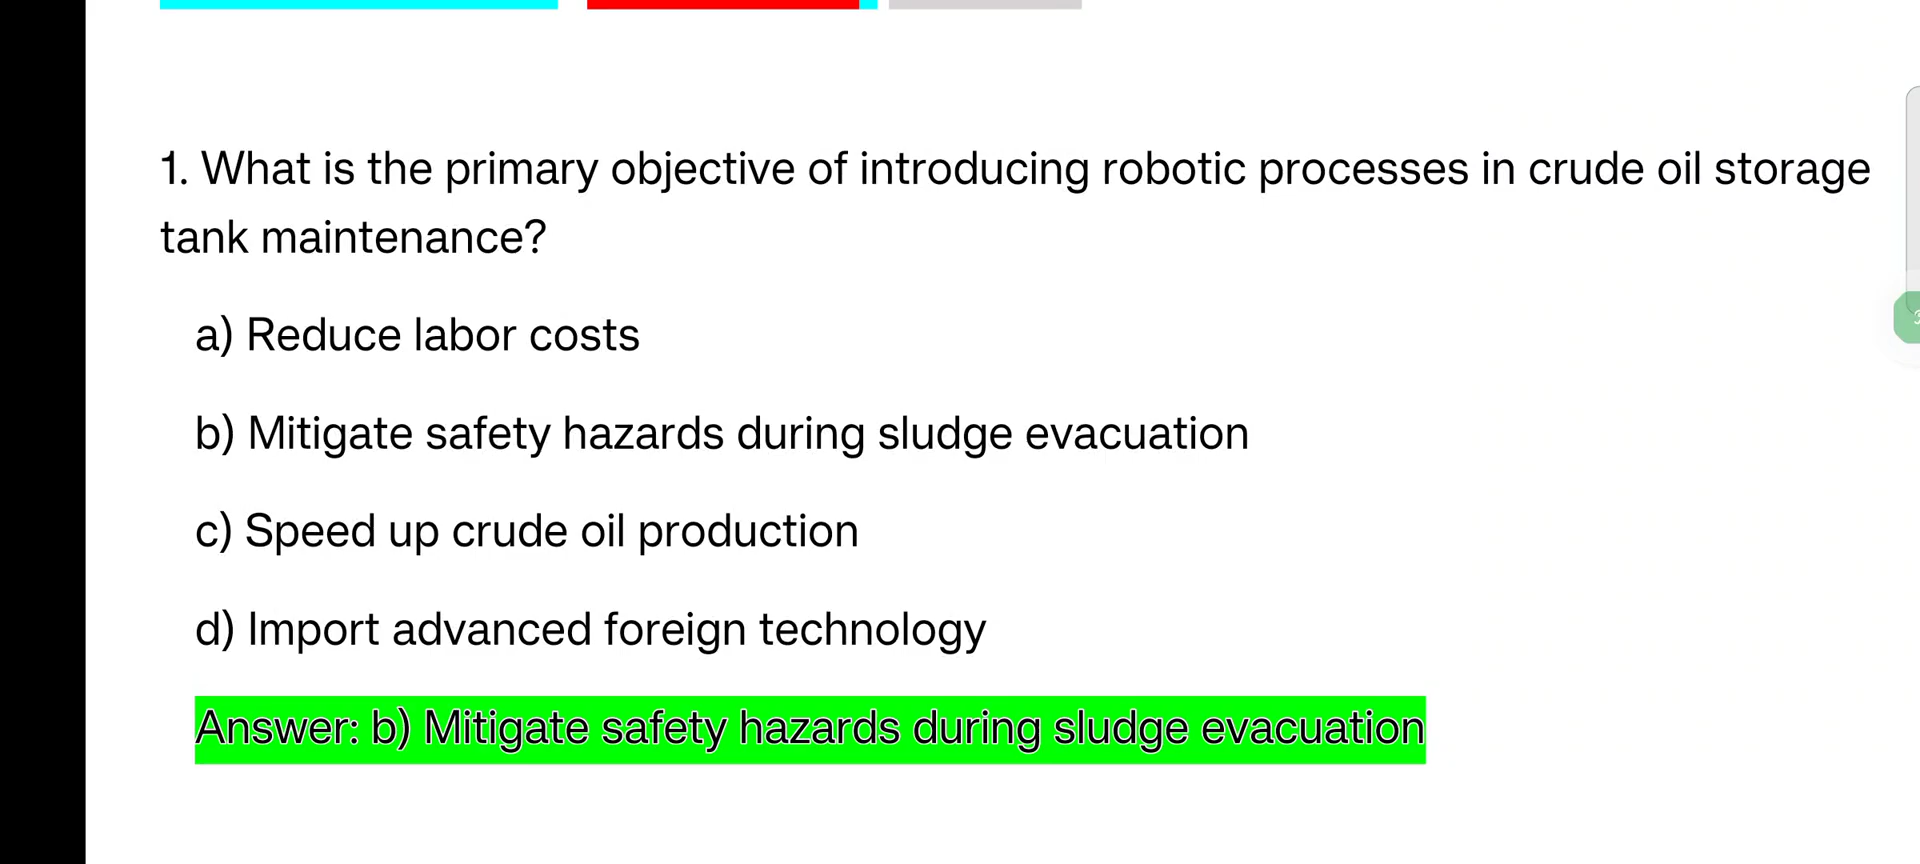 1. What is the primary objective of introducing robotic processes in crude oil storage
tank maintenance?
a) Reduce labor costs
b) Mitigate safety hazards during sludge evacuation
c) Speed up crude oil production
d) Import advanced foreign technology
Answer: b) Mitigate safety hazards during sludge evacuation